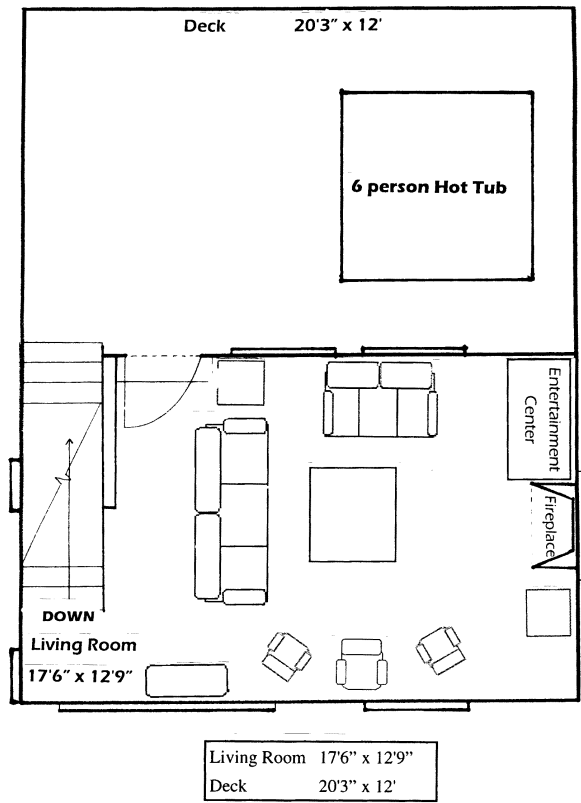 Deck 20'3" x 12'
6 person Hot Tub
Entertainment
Center
Fireplace
DOWN
Living Room
17'6" x 12'9"
Living Room 17'6" x 12'9"
Deck 20'3" x 12'